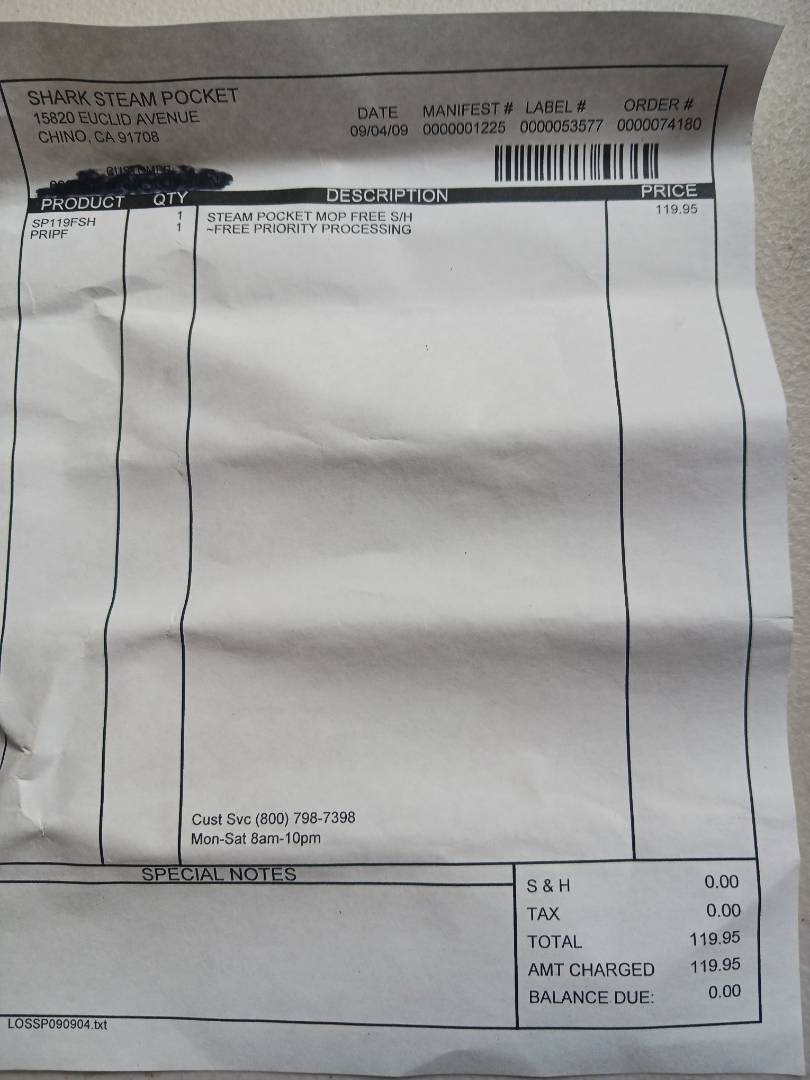 SHARK STEAM POCKET
15820 EUCLID AVENUE
CHINO, CA 91708
DATE MANIFEST # LABEL # ORDER #
09/04/09 0000001225 0000053577 0000074180
PRODUCT QTY DESCRIPTION PRICE
SP119FSH 1 STEAM POCKET MOP FREE S/H 119.95
PRIPF 1 ~FREE PRIORITY PROCESSING
Cust Svc (800) 798-7398
Mon-Sat 8am-10pm
SPECIAL NOTES
S & H 0.00
TAX 0.00
TOTAL 119.95
AMT CHARGED 119.95
BALANCE DUE: 0.00
LOSSP090904.txt